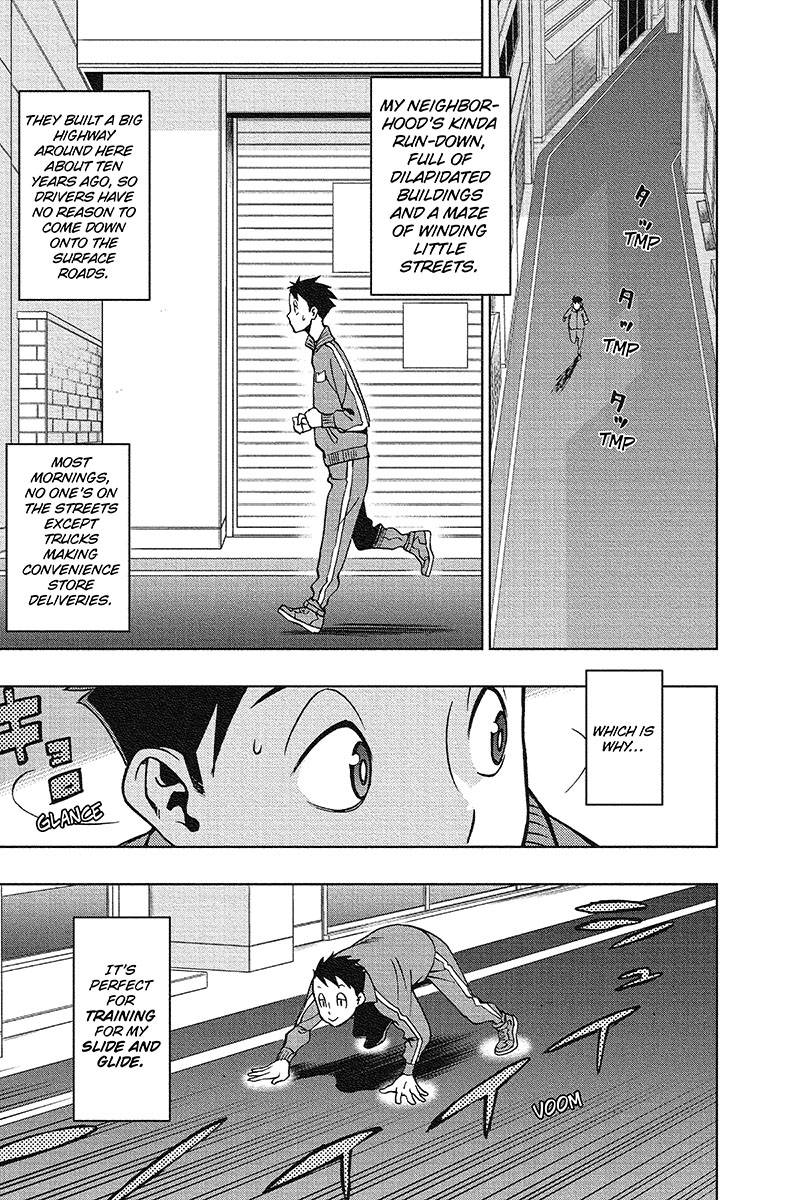 タッ
TMP
タッ
TMP
タッ
TMP
MY NEIGHBOR-
HOOD'S KINDA
RUN-DOWN,
FULL OF
DILAPIDATED
BUILDINGS
AND A MAZE
OF WINDING
LITTLE
STREETS.
THEY BUILT A BIG
HIGHWAY
AROUND HERE
ABOUT TEN
YEARS AGO, SO
DRIVERS HAVE
NO REASON TO
COME DOWN
ONTO THE
SURFACE
ROADS.
MOST
MORNINGS,
NO ONE'S ON
THE STREETS
EXCEPT
TRUCKS
MAKING
CONVENIENCE
STORE
DELIVERIES.
WHICH IS
WHY...
キョロ
GLANCE
IT'S
PERFECT
FOR
TRAINING
FOR MY
SLIDE AND
GLIDE.
VOOM